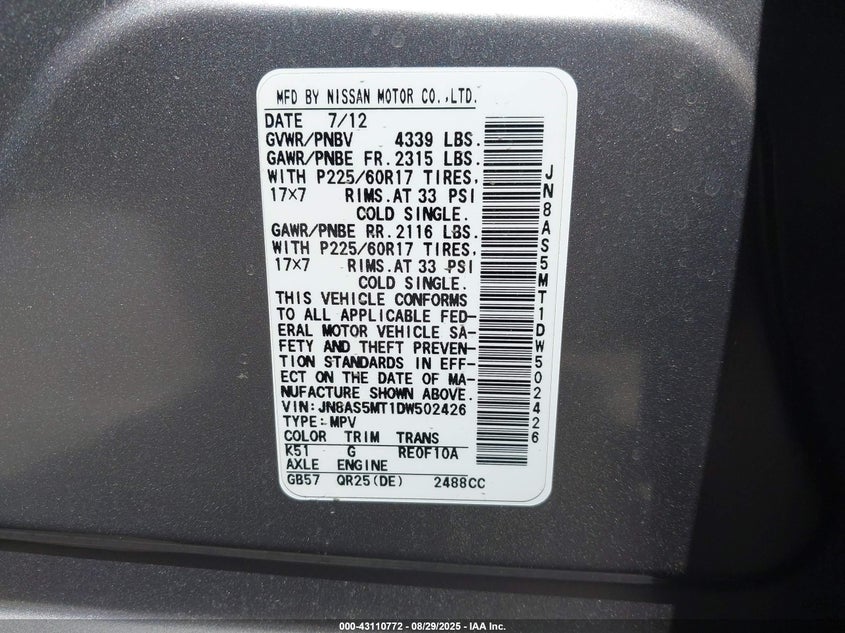 MFD BY NISSAN MOTOR CO.,LTD.
DATE 7/12
GVWR/PNBV 4339 LBS.
GAWR/PNBE FR. 2315 LBS.
WITH P225/60R17 TIRES,
17×7 RIMS.AT 33 PSI
COLD SINGLE.
GAWR/PNBE RR. 2116 LBS.
WITH P225/60R17 TIRES,
17×7 RIMS.AT 33 PSI
COLD SINGLE.
THIS VEHICLE CONFORMS
TO ALL APPLICABLE FED-
ERAL MOTOR VEHICLE SA-
FETY AND THEFT PREVEN-
TION STANDARDS IN EFF-
ECT ON THE DATE OF MA-
NUFACTURE SHOWN ABOVE.
VIN: JN8AS5MT1DW502426
TYPE: MPV
COLOR TRIM TRANS
K51 G RE0F10A
AXLE ENGINE
GB57 QR25(DE) 2488CC
JN8AS5MT1DW502426
000-43110772 - 08/29/2025 - IAA Inc.